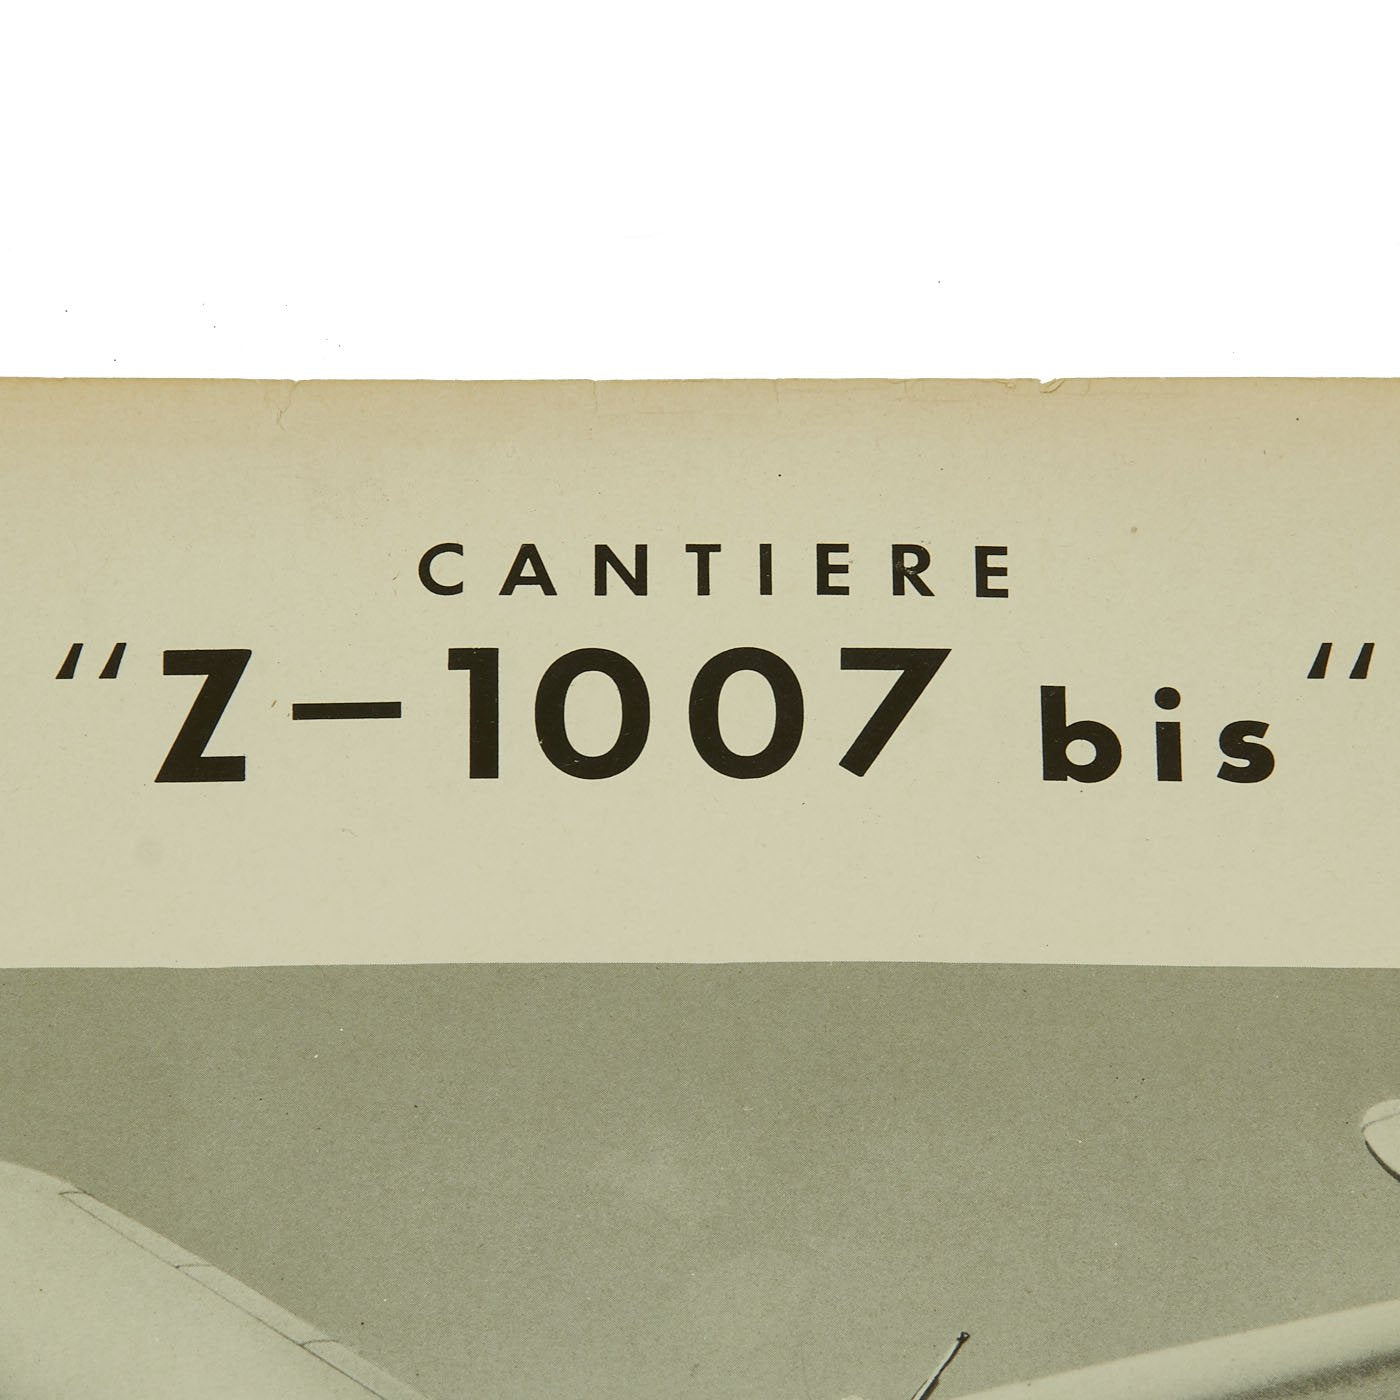 CANTIERE
“Z–1007 bis“